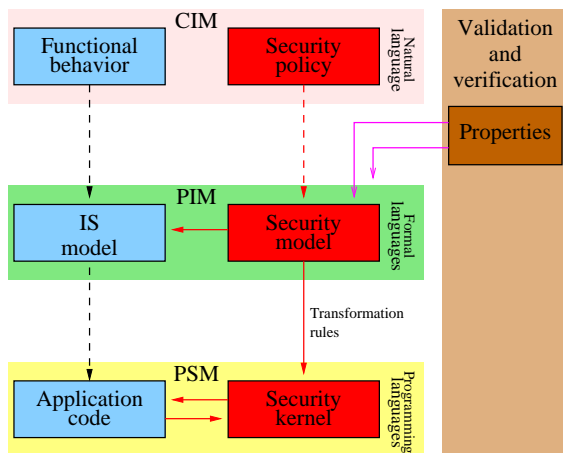 CIM
Functional
behavior
Security
policy
Natural
language
Validation
and
verification
Properties
PIM
IS
model
Security
model
Formal
languages
Transformation
rules
PSM
Application
code
Security
kernel
Programming
languages